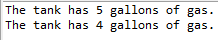 The tank has 5 gallons of gas.
The tank has 4 gallons of gas.